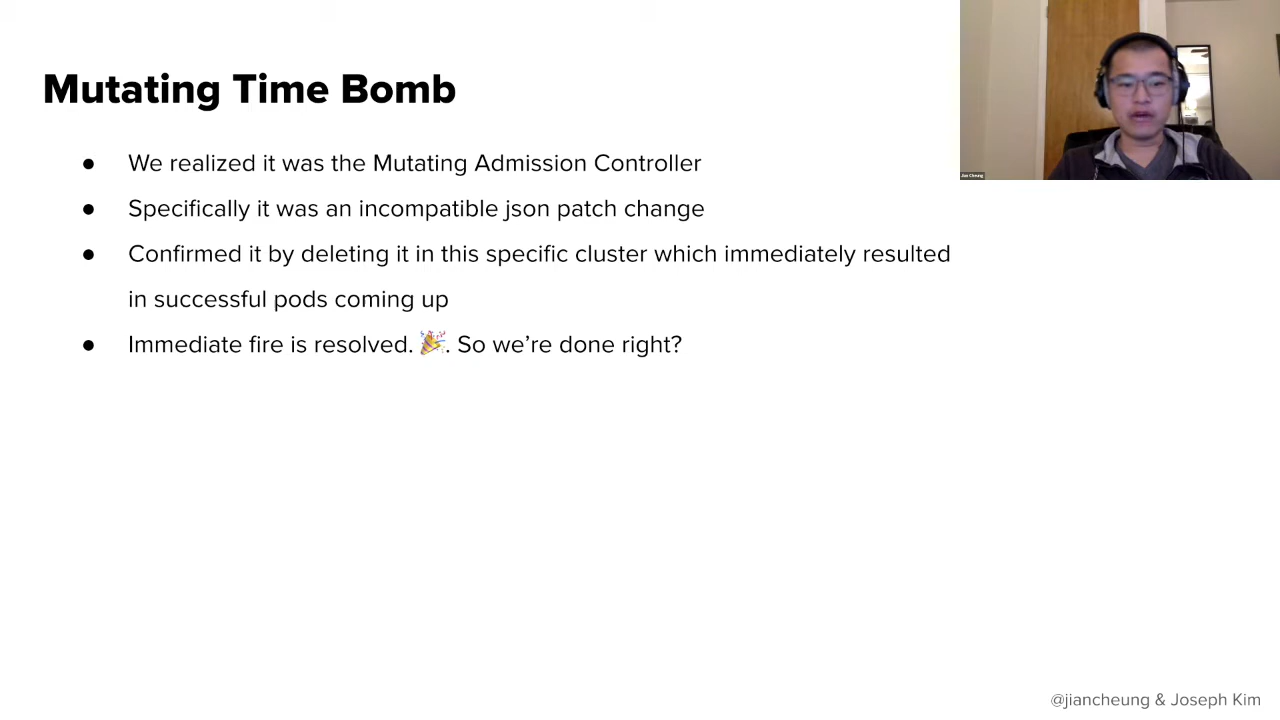 Mutating Time Bomb
● We realized it was the Mutating Admission Controller
● Specifically it was an incompatible json patch change
● Confirmed it by deleting it in this specific cluster which immediately resulted
in successful pods coming up
● Immediate fire is resolved. 🎉. So we’re done right?
Jian Cheung
@jiancheung & Joseph Kim